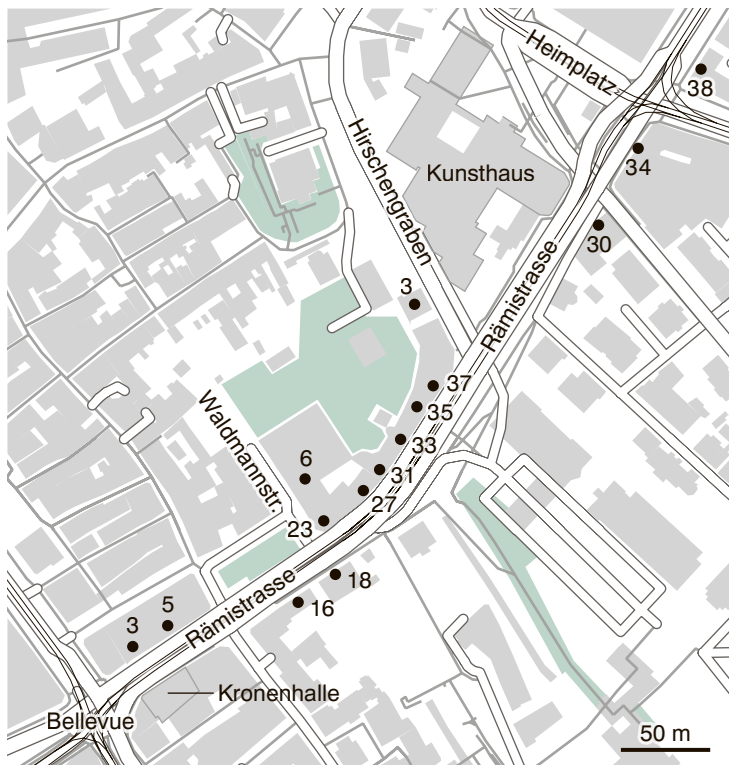 Heimplatz
38
Hirschengraben
34
Kunsthaus
30
Rämistrasse
3
37
35
Waldmannstr.
33
6
31
27
23
18
16
Rämistrasse
5
3
Kronenhalle
Bellevue
50 m